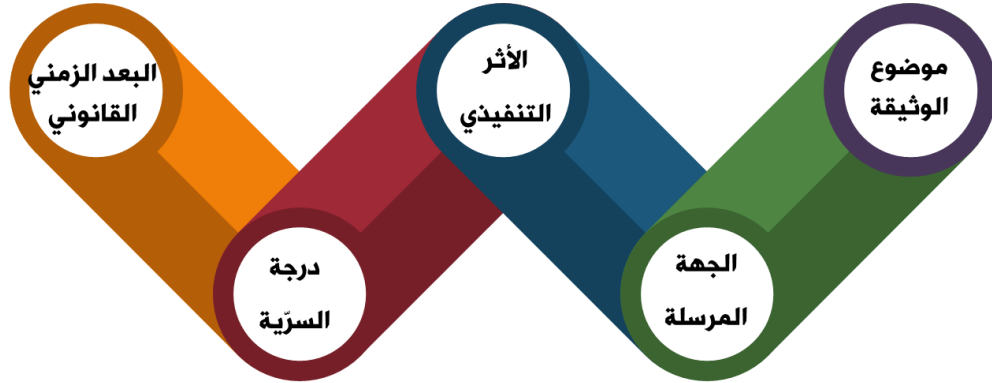 موضوع
الوثيقة
الجهة
المرسلة
الأثر
التنفيذي
درجة
السرّية
البعد الزمني
القانوني